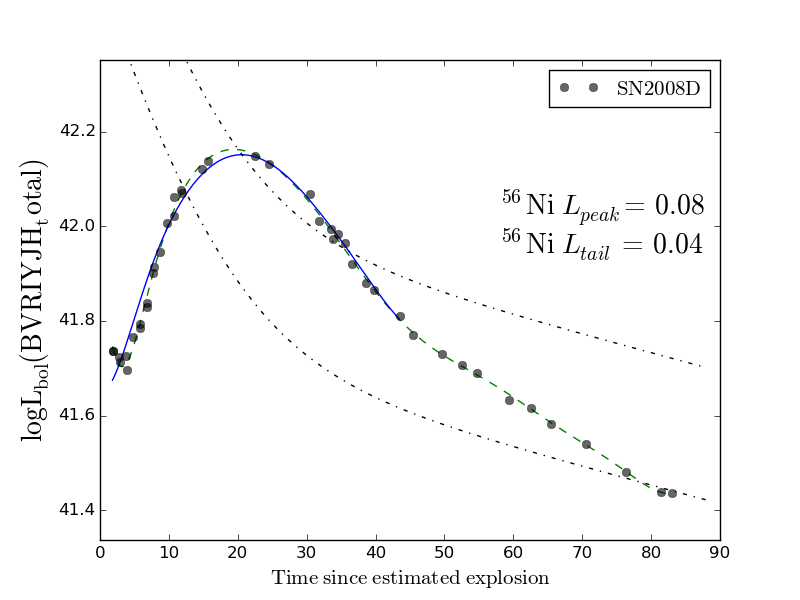 SN2008D
⁵⁶Ni L_peak = 0.08
⁵⁶Ni L_tail = 0.04
logL_bol(BVRIYJH_total)
42.2
42.0
41.8
41.6
41.4
0 10 20 30 40 50 60 70 80 90
Time since estimated explosion